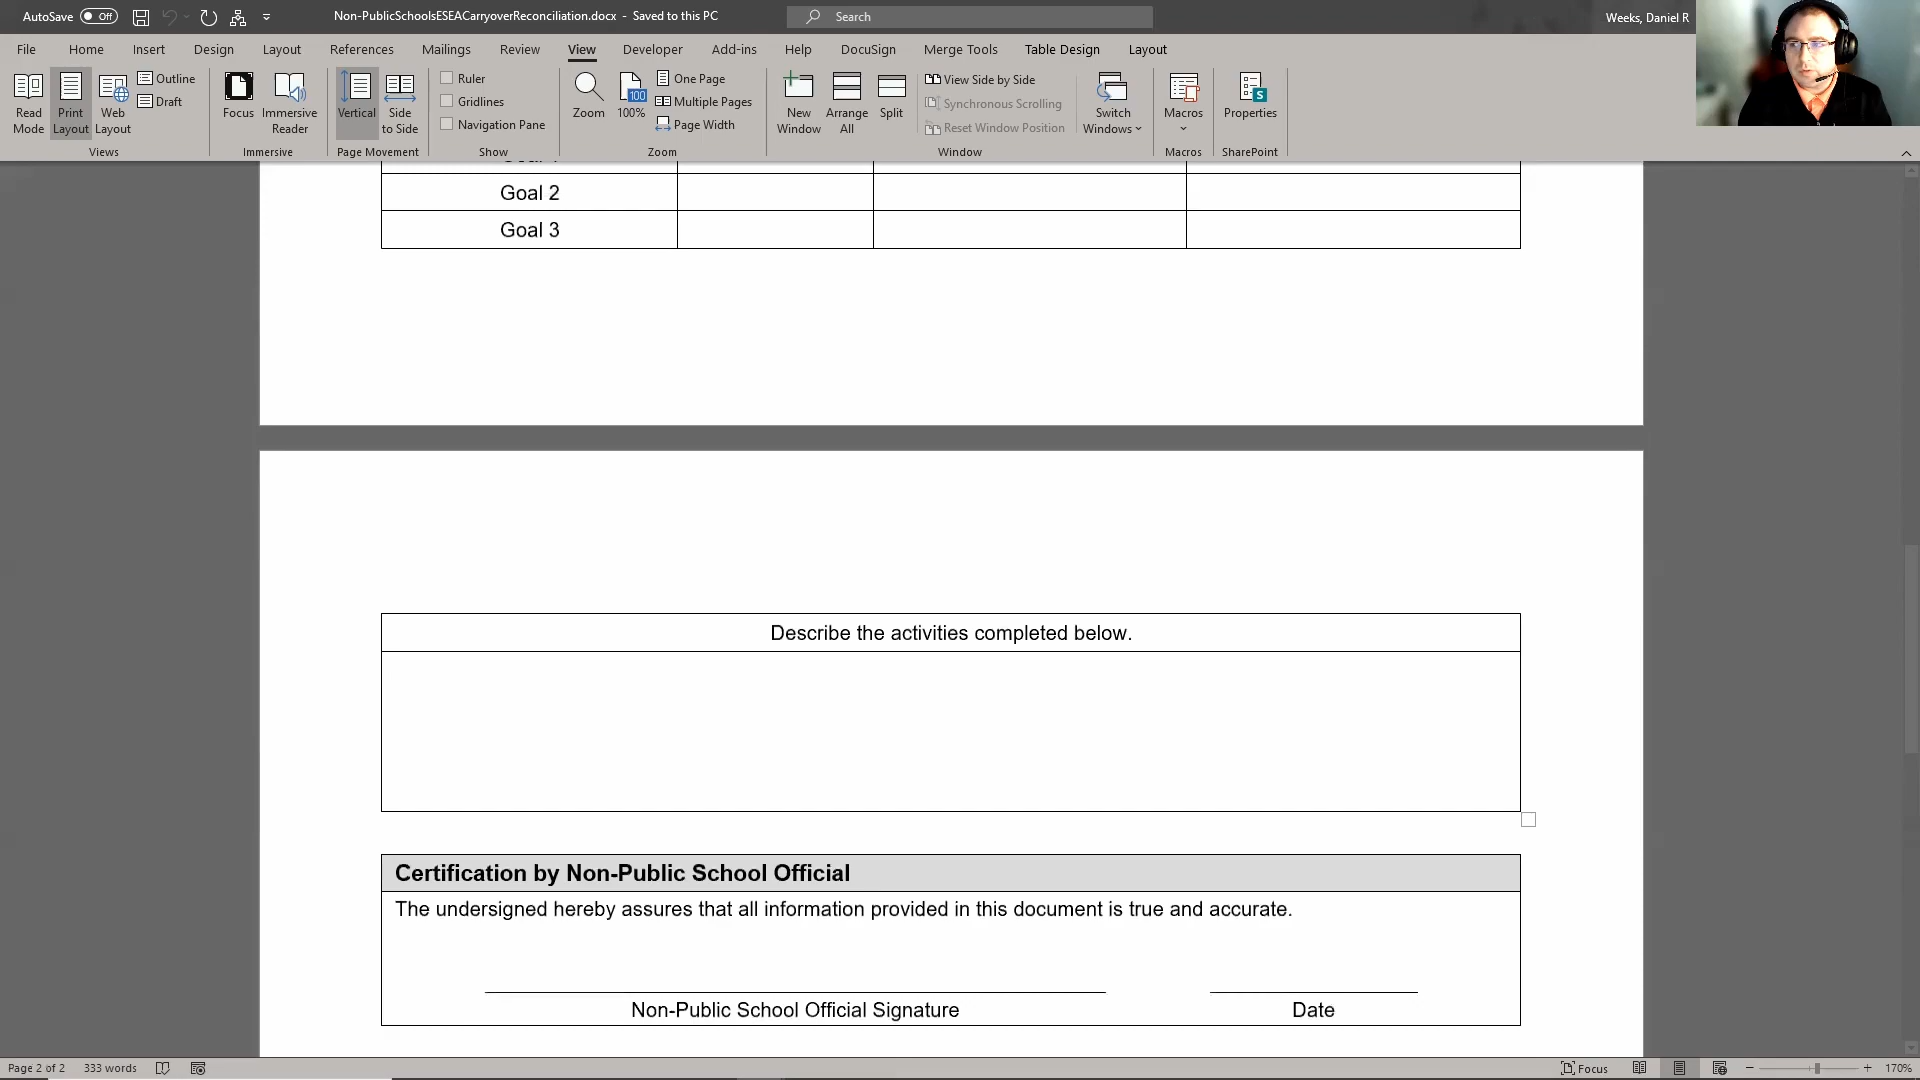 AutoSave Off Non-PublicSchoolsESEACarryoverReconciliation.docx - Saved to this PC Search Weeks, Daniel R
File Home Insert Design Layout References Mailings Review View Developer Add-ins Help DocuSign Merge Tools Table Design Layout
Read Mode
Print Layout
Web Layout
Outline
Draft
Views
Focus
Immersive Reader
Immersive
Vertical
Side to Side
Page Movement
Ruler
Gridlines
Navigation Pane
Show
Zoom
100
100%
One Page
Multiple Pages
Page Width
Zoom
New Window
Arrange All
Split
View Side by Side
Synchronous Scrolling
Reset Window Position
Switch Windows
Window
Macros
Macros
S
Properties
SharePoint
Goal 2
Goal 3
Describe the activities completed below.
Certification by Non-Public School Official
The undersigned hereby assures that all information provided in this document is true and accurate.
Non-Public School Official Signature Date
Page 2 of 2 333 words Focus 170%